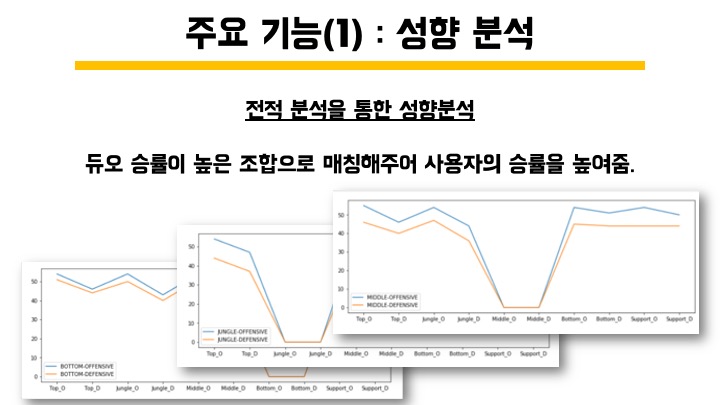 주요 기능(1) : 성향 분석
전적 분석을 통한 성향분석
듀오 승률이 높은 조합으로 매칭해주어 사용자의 승률을 높여줌.
50
40
30
20
10
0
MIDDLE-OFFENSIVE
MIDDLE-DEFENSIVE
Top_O Top_D Jungle_O Jungle_D Middle_O Middle_D Bottom_O Bottom_D Support_O Support_D
50
40
30
20
10
0
JUNGLE-OFFENSIVE
JUNGLE-DEFENSIVE
Top_O Top_D Jungle_O Jungle_D Middle_O Middle_D Bottom_O Bottom_D Support_O Support_D
50
40
30
20
10
0
BOTTOM-OFFENSIVE
BOTTOM-DEFENSIVE
Top_O Top_D Jungle_O Jungle_D Middle_O Middle_D Bottom_O Bottom_D Support_O Support_D